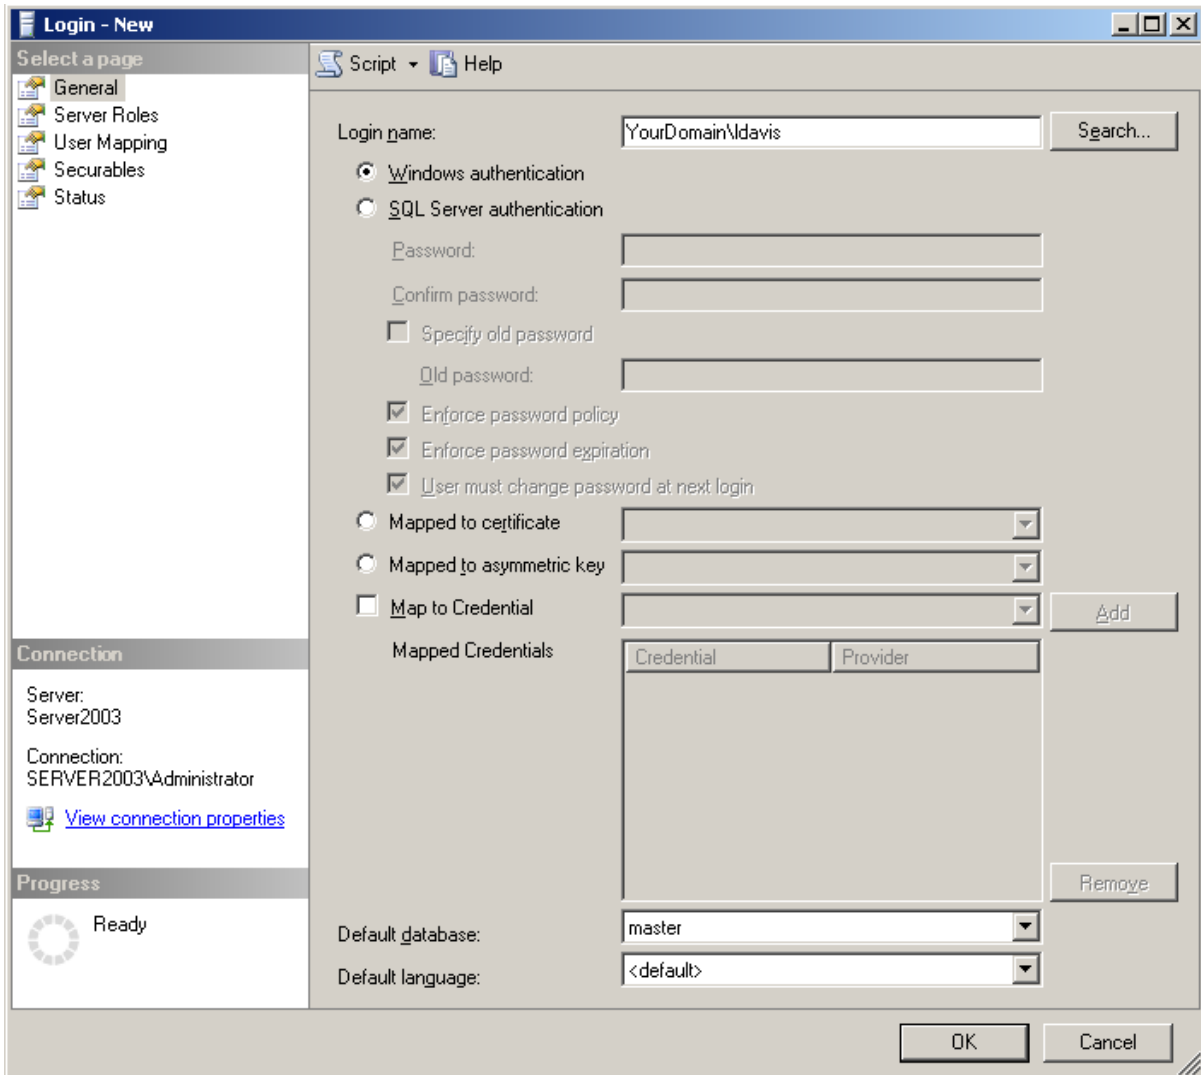 Login - New
Select a page
General
Server Roles
User Mapping
Securables
Status
Connection
Server:
Server2003
Connection:
SERVER2003\Administrator
View connection properties
Progress
Ready
Script
Help
Login name:
YourDomain\ldavis
Search...
Windows authentication
SQL Server authentication
Password:
Confirm password:
Specify old password
Old password:
Enforce password policy
Enforce password expiration
User must change password at next login
Mapped to certificate
Mapped to asymmetric key
Map to Credential
Add
Mapped Credentials
Credential
Provider
Remove
Default database:
master
Default language:
<default>
OK
Cancel